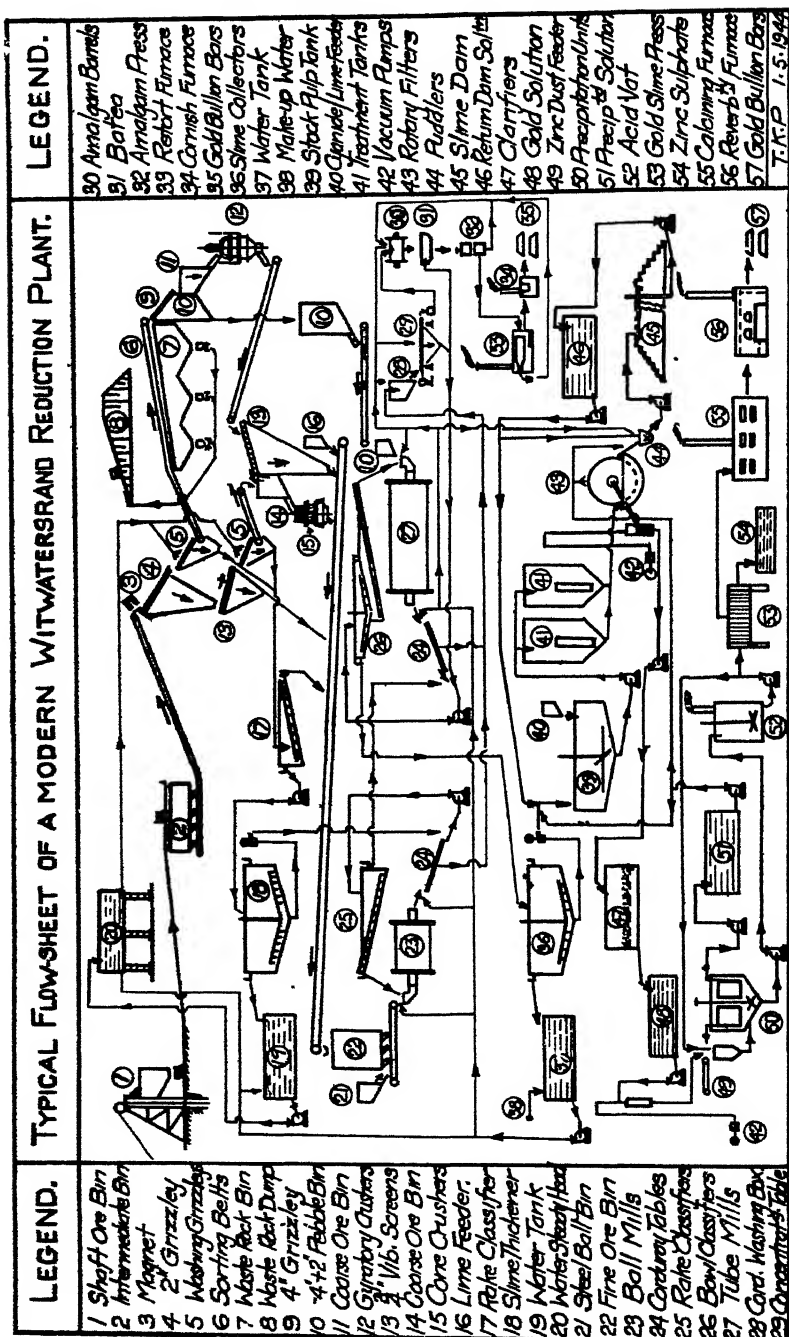 LEGEND.
1 Shaft Ore Bin
2 Intermediate Bin
3 Magnet
4 2" Grizzley
5 Washing Grizzleys
6 Sorting Belts
7 Waste Rock Bin
8 Waste Rock Dump
9 4" Grizzley
10 -4"+2" Pebble Bin
11 Coarse Ore Bin
12 Gyratory Crushers
13 Vib. Screens
14 Coarse Ore Bin
15 Cone Crushers
16 Lime Feeder.
17 Rake Classifier
18 Slime Thickener
19 Water Tank
20 Water Steady Head
21 Steel Ball Bin
22 Fine Ore Bin
23 Ball Mills
24 Corduroy Tables
25 Rake Classifiers
26 Bowl Classifiers
27 Tube Mills
28 Cord. Washing Box
29 Concentrate Table
TYPICAL FLOW-SHEET OF A MODERN WITWATERSRAND REDUCTION PLANT.
LEGEND.
30 Amalgam Barrels
31 Batea
32 Amalgam Press
33 Retort Furnace
34 Cornish Furnace
35 Gold Bullion Bars
36 Slime Collectors
37 Water Tank
38 Make-up Water
39 Stock Pulp Tank
40 Cyanide/Lime Feeder
41 Treatment Tanks
42 Vacuum Pumps
43 Rotary Filters
44 Puddlers
45 Slime Dam
46 Return Dam Soltn
47 Clarifiers
48 Gold Solution
49 Zinc Dust Feeder
50 Precipitation Units
51 Precip'td Solution
52 Acid Vat
53 Gold Slime Press
54 Zinc Sulphate
55 Calcining Furnace
56 Reverb'y Furnace
57 Gold Bullion Bars
T.K.P 1.5.1944